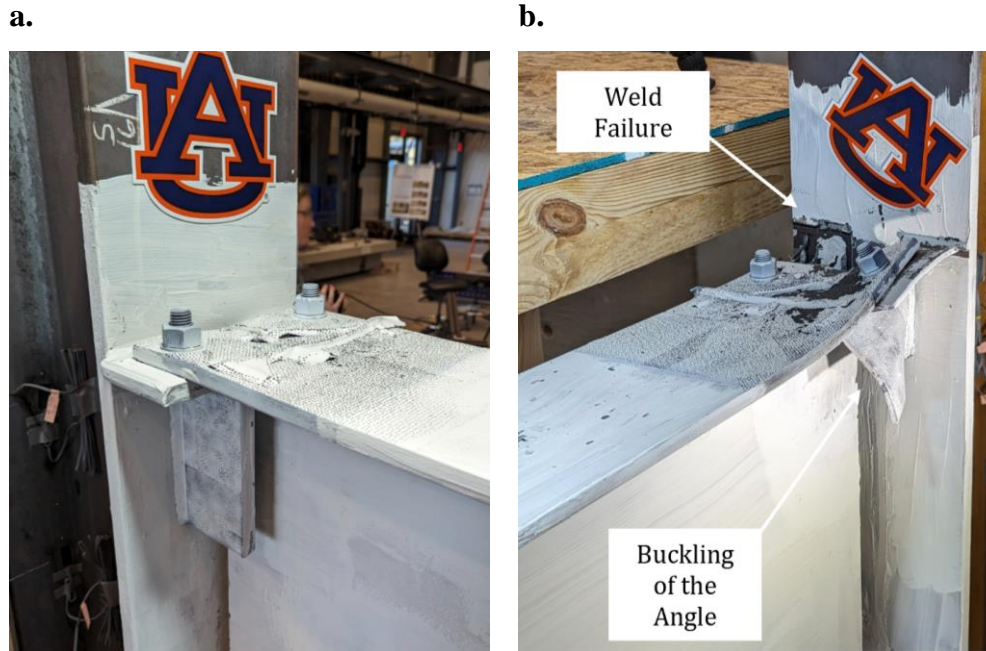 a.
b.
AU
Weld
Failure
AU
Buckling
of the
Angle